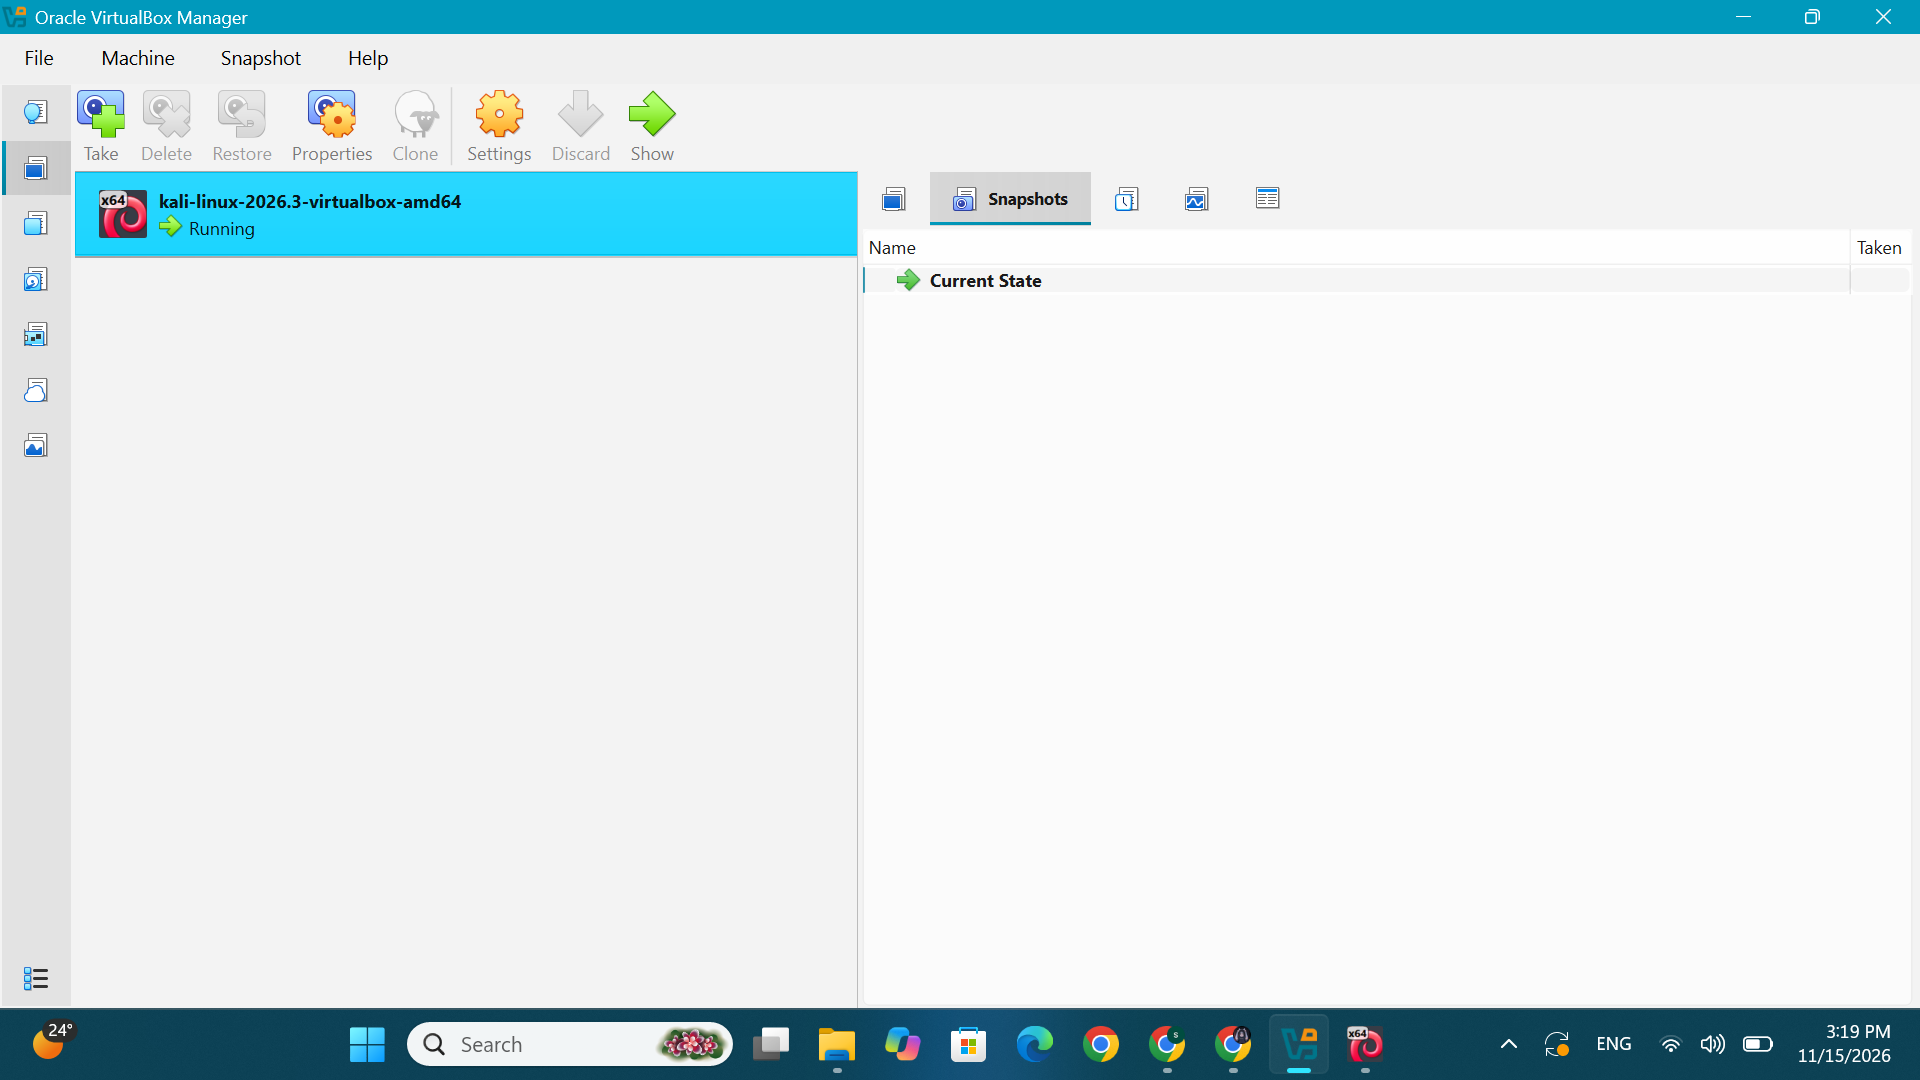 Oracle VirtualBox Manager
File Machine Snapshot Help
Take Delete Restore Properties Clone Settings Discard Show
x64 kali-linux-2026.3-virtualbox-amd64
Running
Snapshots
Name Taken
Current State
24°
Search
x64
ENG
3:19 PM
11/15/2026